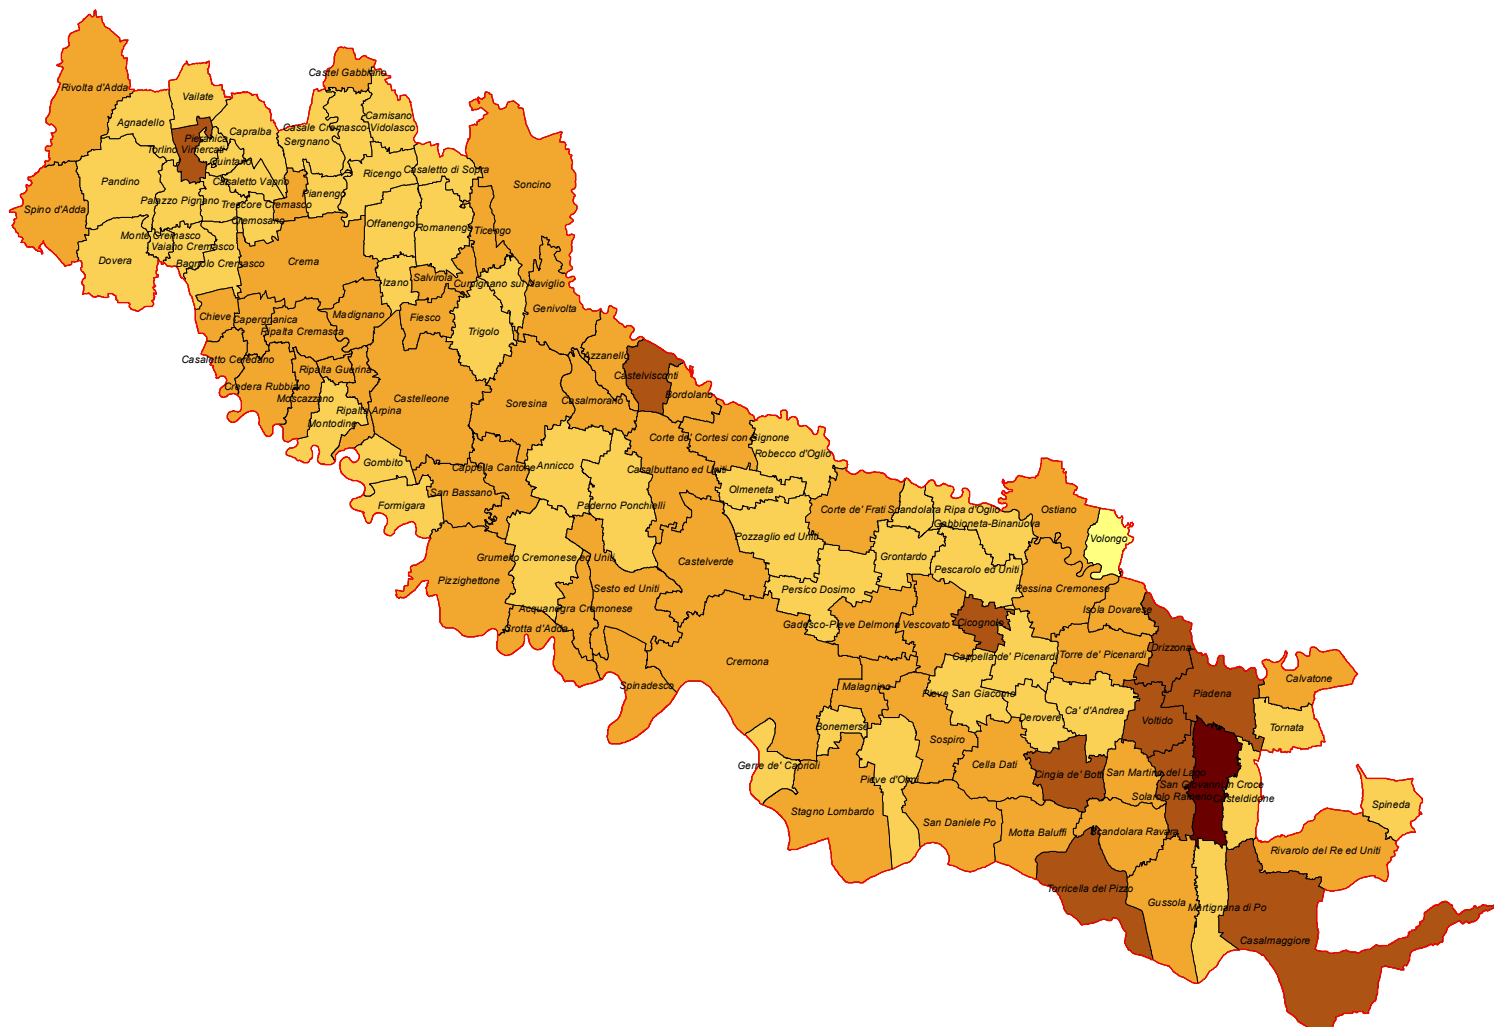 Castel Gabbiano
Rivolta d'Adda
Vailate
Camisano
Agnadello
Capralba
Casale Cremasco-Vidolasco
Sergnano
Pieranica
Torlino Vimercati
Quintano
Casaletto di Sopra
Ricengo
Pandino
Casaletto Vaprio
Soncino
Pianengo
Palazzo Pignano
Trescore Cremasco
Spino d'Adda
Cremosano
Offanengo
Romanengo
Ticengo
Monte Cremasco
Vaiano Cremasco
Dovera
Bagnolo Cremasco
Crema
Izano
Salvirola
Cumignano sul Naviglio
Genivolta
Chieve
Capergnanica
Madignano
Fiesco
Ripalta Cremasca
Trigolo
Casaletto Ceredano
Azzanello
Ripalta Guerina
Castelvisconti
Credera Rubbiano
Moscazzano
Castelleone
Soresina
Casalmorano
Bordolano
Ripalta Arpina
Montodine
Corte de' Cortesi con Cignone
Robecco d'Oglio
Gombito
Cappella Cantone
Annicco
Casalbuttano ed Uniti
San Bassano
Olmeneta
Formigara
Paderno Ponchielli
Corte de' Frati
Scandolara Ripa d'Oglio
Ostiano
Gabbioneta-Binanuova
Pozzaglio ed Uniti
Volongo
Grumello Cremonese ed Uniti
Castelverde
Grontardo
Pescarolo ed Uniti
Pizzighettone
Sesto ed Uniti
Persico Dosimo
Pessina Cremonese
Acquanegra Cremonese
Isola Dovarese
Grotta d'Adda
Gadesco-Pieve Delmona
Vescovato
Cicognolo
Drizzona
Cremona
Cappella de' Picenardi
Torre de' Picenardi
Spinadesco
Malagnino
Pieve San Giacomo
Piadena
Calvatone
Ca' d'Andrea
Derovere
Voltido
Bonemerse
Tornata
Sospiro
Gerre de' Caprioli
Cella Dati
Cingia de' Botti
San Martino del Lago
Pieve d'Olmi
San Giovanni in Croce
Solarolo Rainerio
Casteldidone
Spineda
Stagno Lombardo
San Daniele Po
Motta Baluffi
Scandolara Ravara
Rivarolo del Re ed Uniti
Torricella del Pizzo
Gussola
Martignana di Po
Casalmaggiore